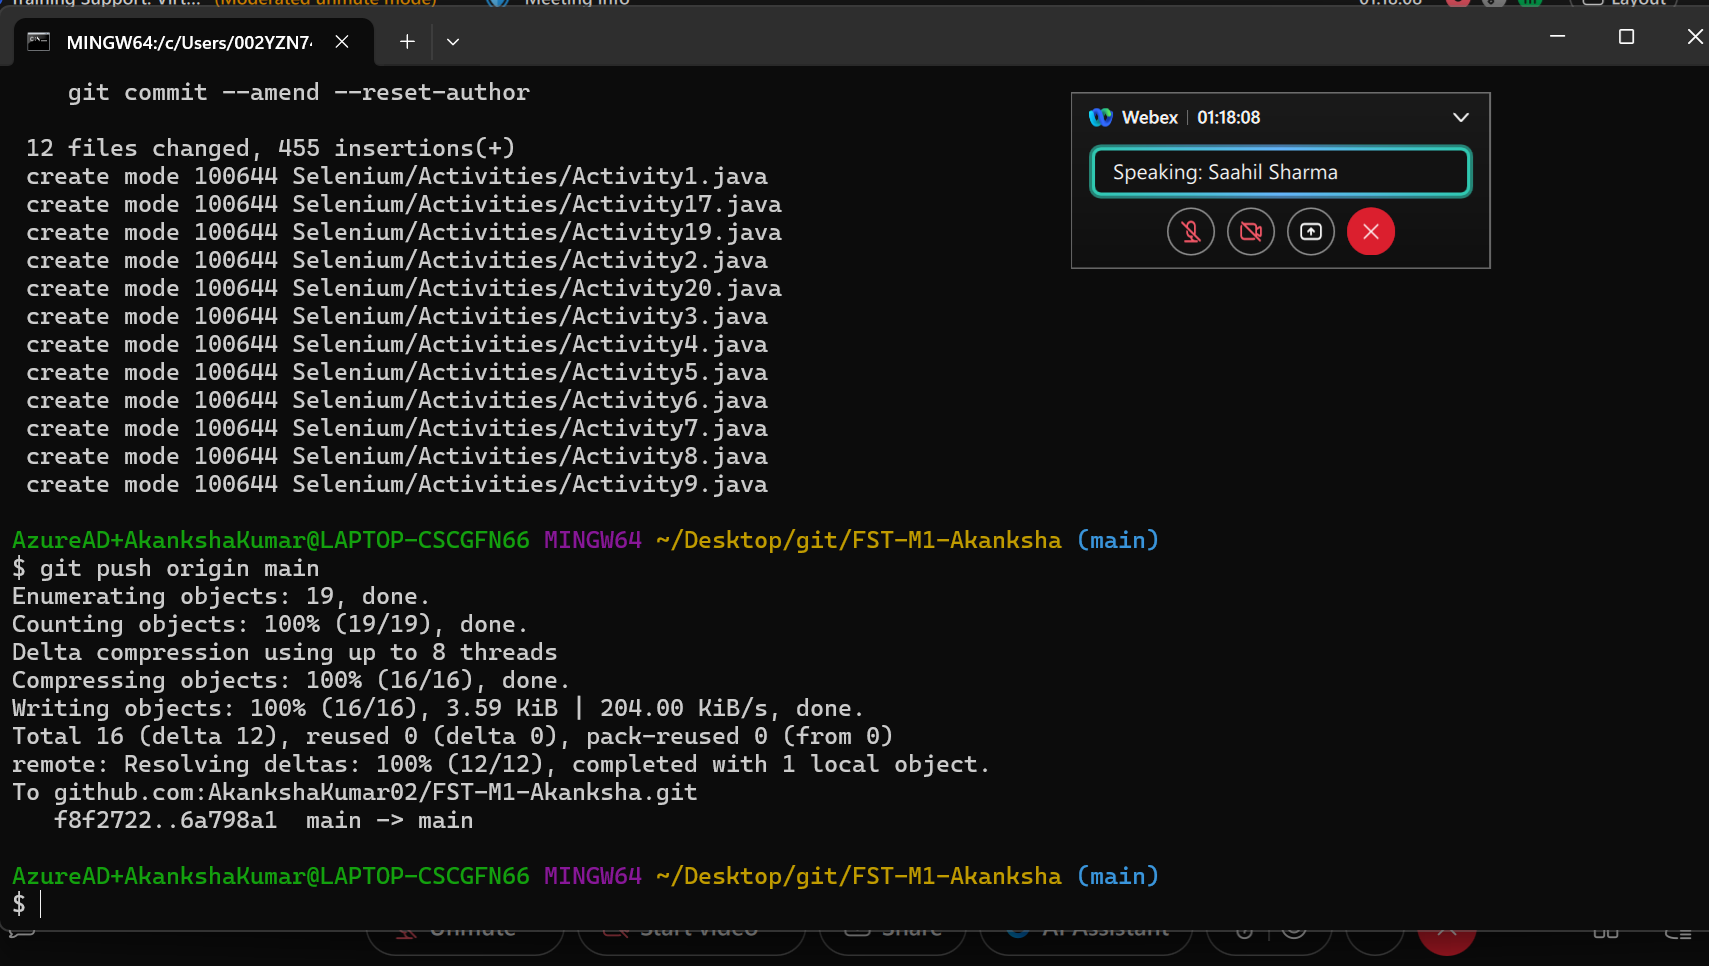 Training Support: Virt... (Moderated unmute mode) Meeting info 01:18:08 Layout
MINGW64:/c/Users/002YZN74
git commit --amend --reset-author
12 files changed, 455 insertions(+)
create mode 100644 Selenium/Activities/Activity1.java
create mode 100644 Selenium/Activities/Activity17.java
create mode 100644 Selenium/Activities/Activity19.java
create mode 100644 Selenium/Activities/Activity2.java
create mode 100644 Selenium/Activities/Activity20.java
create mode 100644 Selenium/Activities/Activity3.java
create mode 100644 Selenium/Activities/Activity4.java
create mode 100644 Selenium/Activities/Activity5.java
create mode 100644 Selenium/Activities/Activity6.java
create mode 100644 Selenium/Activities/Activity7.java
create mode 100644 Selenium/Activities/Activity8.java
create mode 100644 Selenium/Activities/Activity9.java
Webex | 01:18:08
Speaking: Saahil Sharma
AzureAD+AkankshaKumar@LAPTOP-CSCGFN66 MINGW64 ~/Desktop/git/FST-M1-Akanksha (main)
$ git push origin main
Enumerating objects: 19, done.
Counting objects: 100% (19/19), done.
Delta compression using up to 8 threads
Compressing objects: 100% (16/16), done.
Writing objects: 100% (16/16), 3.59 KiB | 204.00 KiB/s, done.
Total 16 (delta 12), reused 0 (delta 0), pack-reused 0 (from 0)
remote: Resolving deltas: 100% (12/12), completed with 1 local object.
To github.com:AkankshaKumar02/FST-M1-Akanksha.git
f8f2722..6a798a1 main -> main
AzureAD+AkankshaKumar@LAPTOP-CSCGFN66 MINGW64 ~/Desktop/git/FST-M1-Akanksha (main)
$
Unmute Start video Share AI Assistant